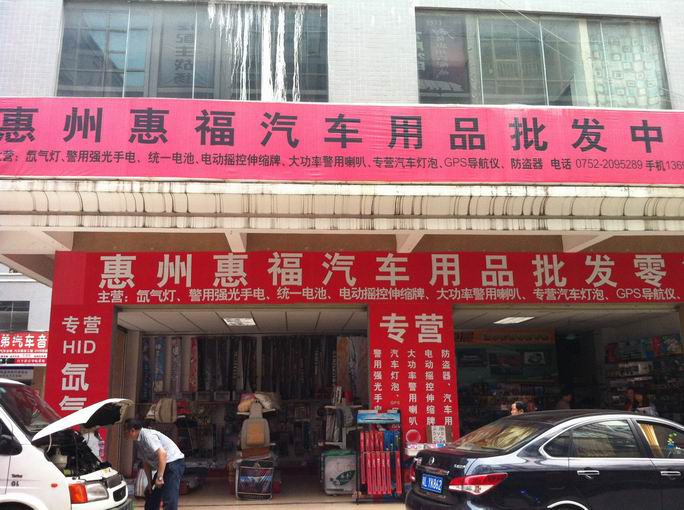 惠州惠福汽车用品批发中
主营：氙气灯、警用强光手电、统一电池、电动摇控伸缩牌、大功率警用喇叭、专营汽车灯泡、GPS导航仪、防盗器 电话 0752-2095289 手机
惠州惠福汽车用品批发零
主营：氙气灯、警用强光手电、统一电池、电动摇控伸缩牌、大功率警用喇叭、专营汽车灯泡、GPS导航仪、
专营
HID
氙
气
专营
防盗器、汽车用
电动摇控伸缩牌
大功率警用喇叭
汽车灯泡、GPS
警用强光手电
汽车音